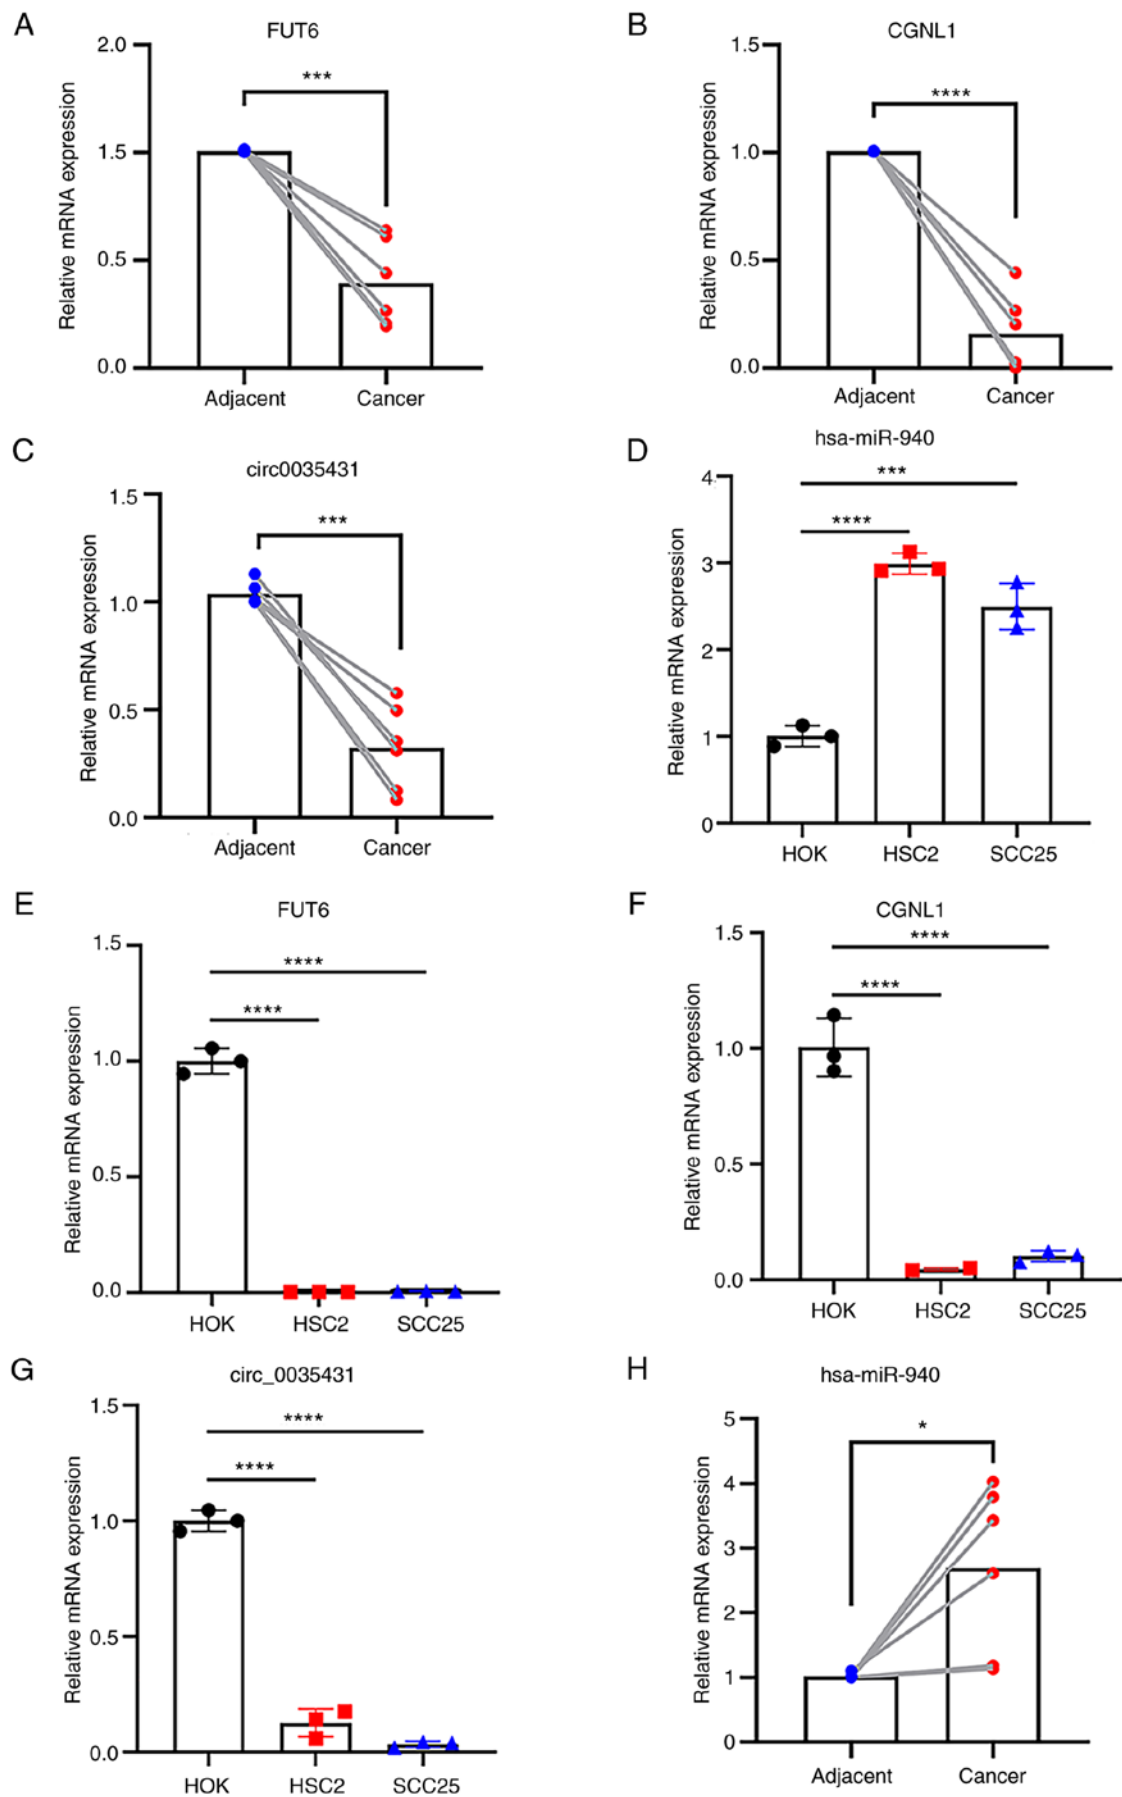 A
FUT6
Relative mRNA expression
2.0
1.5
0.5
0.0
***
Adjacent
Cancer
B
CGNL1
Relative mRNA expression
1.5
1.0
0.5
0.0
****
Adjacent
Cancer
C
circ0035431
Relative mRNA expression
1.5
1.0
0.5
0.0
***
Adjacent
Cancer
D
hsa-miR-940
Relative mRNA expression
4
3
2
1
0
***
****
HOK
HSC2
SCC25
E
FUT6
Relative mRNA expression
1.5
1.0
0.5
0.0
****
****
HOK
HSC2
SCC25
F
CGNL1
Relative mRNA expression
1.5
1.0
0.5
0.0
****
****
HOK
HSC2
SCC25
G
circ_0035431
Relative mRNA expression
1.5
1.0
0.5
0.0
****
****
HOK
HSC2
SCC25
H
hsa-miR-940
Relative mRNA expression
5
4
3
2
1
0
*
Adjacent
Cancer